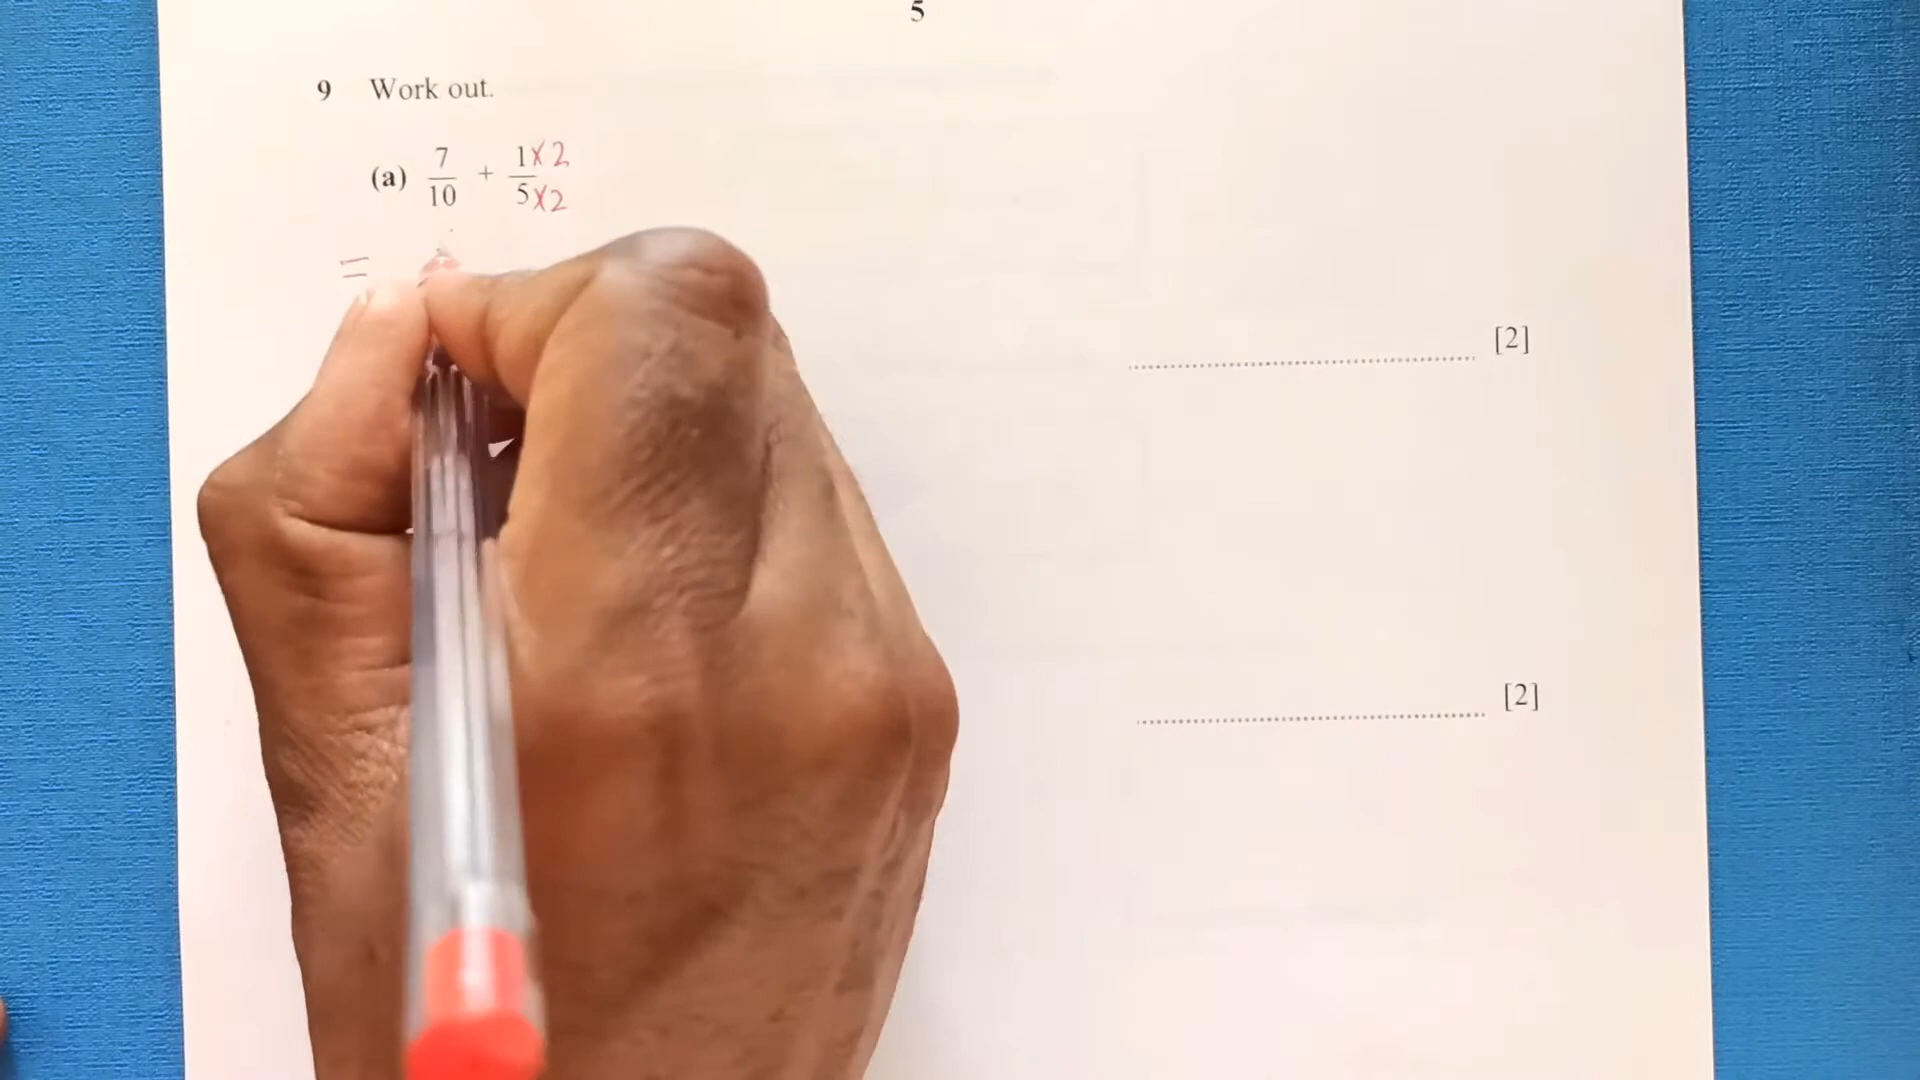 5
9 Work out.
(a) 7/10 + 1×2/5×2
=
[2]
[2]